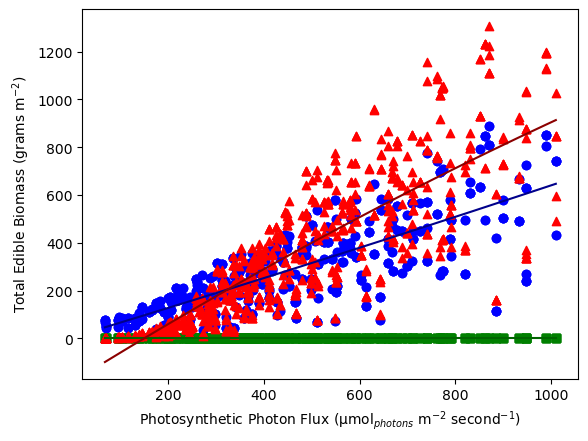 1200
1000
800
600
400
200
0
Total Edible Biomass (grams m⁻²)
200 400 600 800 1000
Photosynthetic Photon Flux (μmol_photons m⁻² second⁻¹)